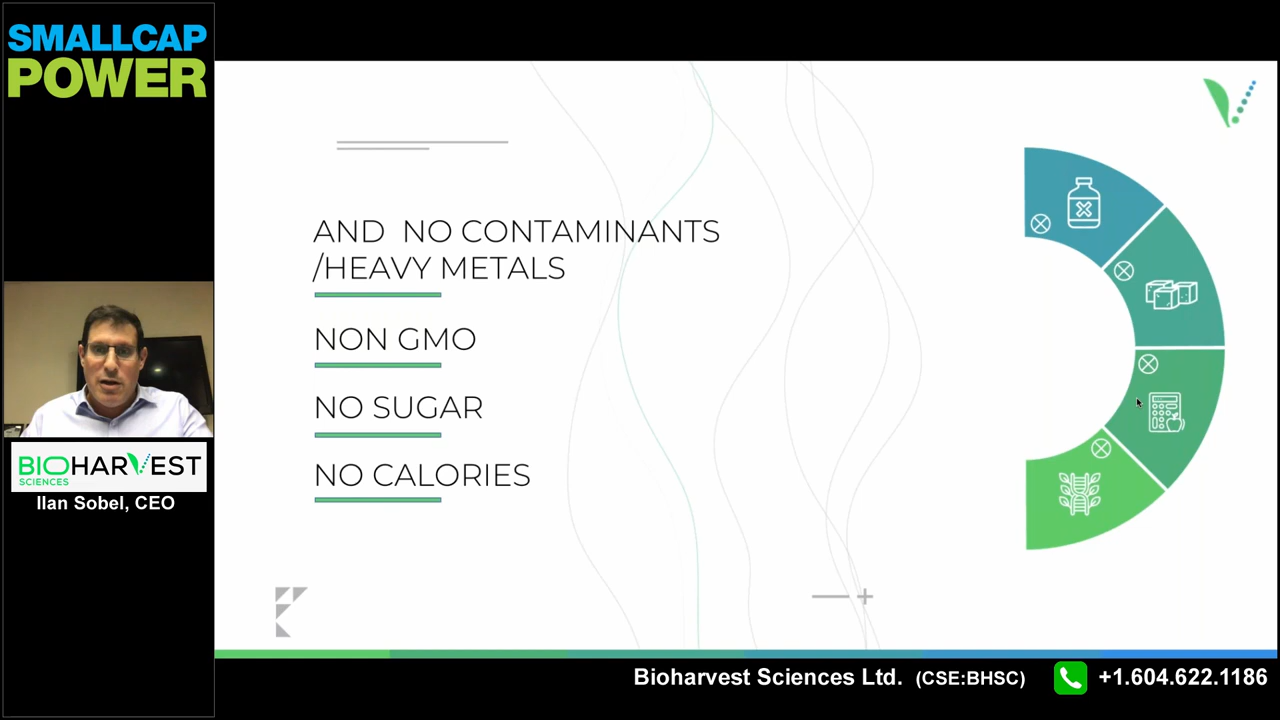 SMALLCAP
POWER
AND NO CONTAMINANTS
/HEAVY METALS
NON GMO
NO SUGAR
NO CALORIES
BIOHARVEST
SCIENCES
Ilan Sobel, CEO
Bioharvest Sciences Ltd. (CSE:BHSC) +1.604.622.1186